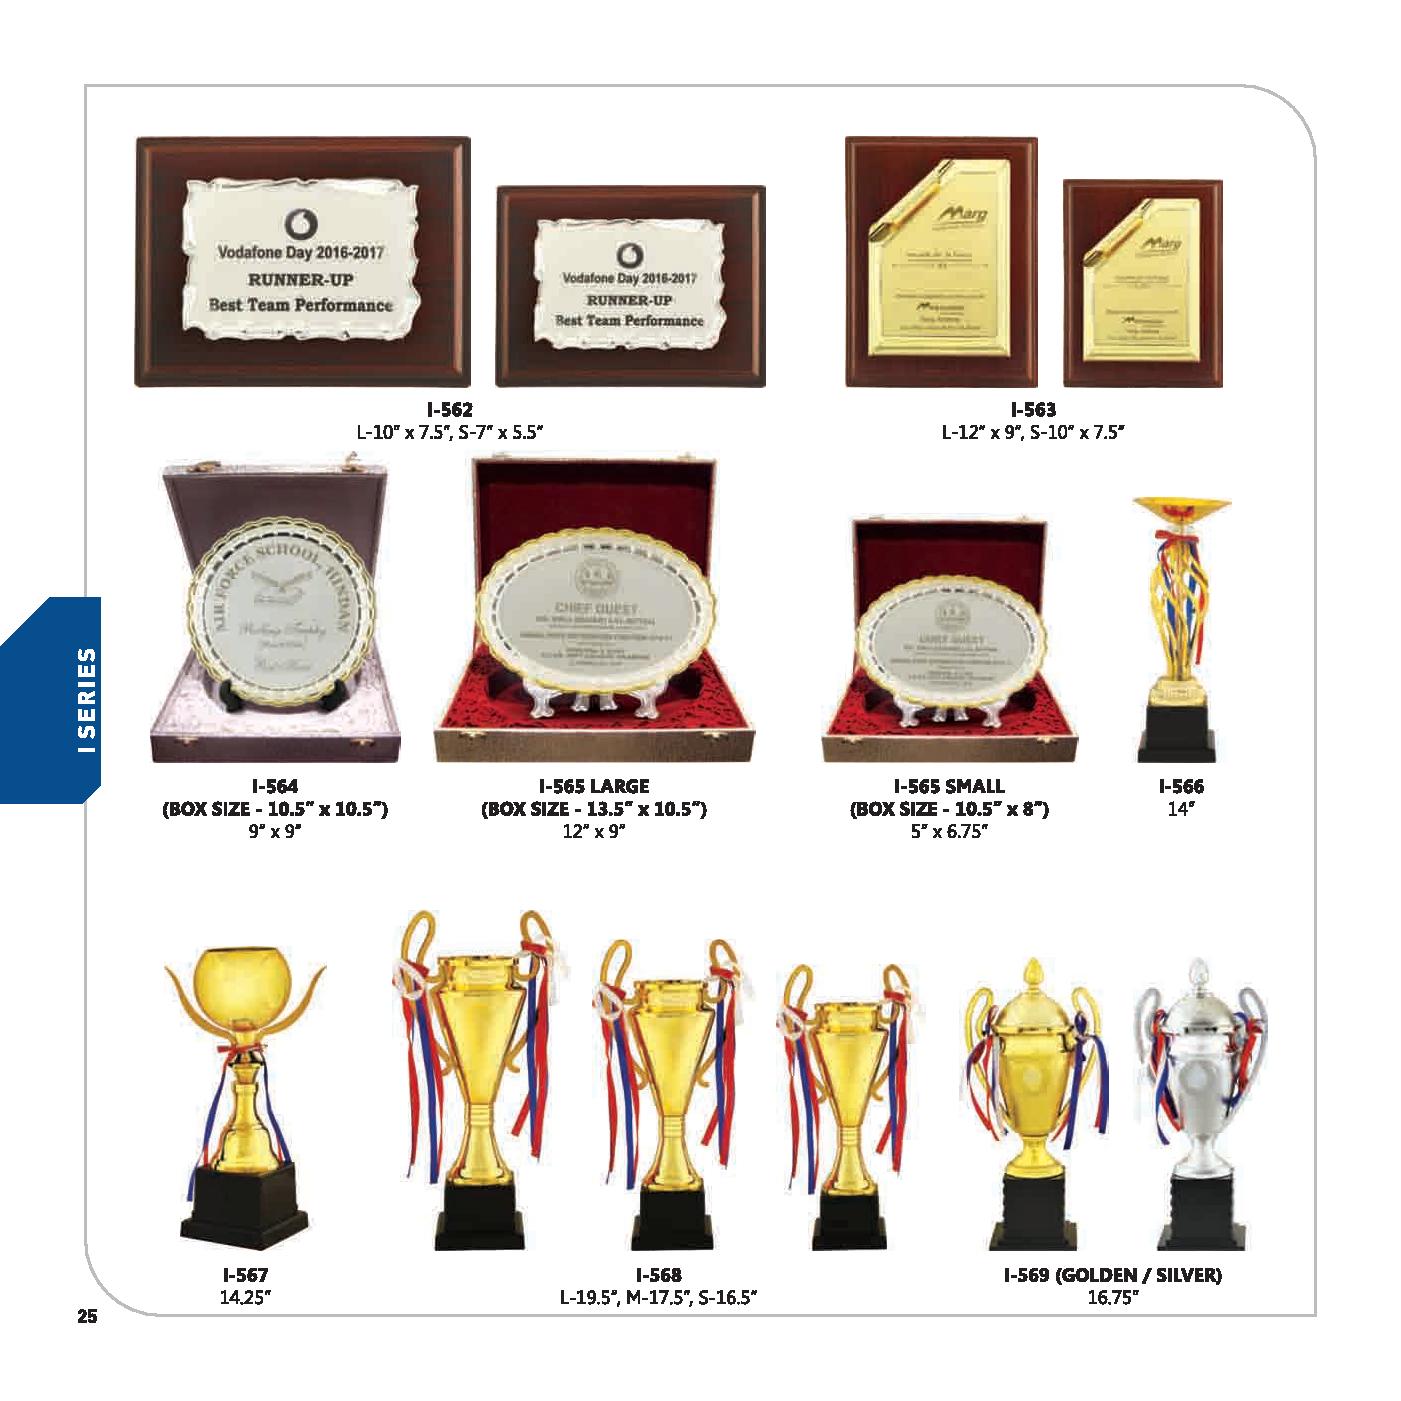 Vodafone Day 2016-2017
RUNNER-UP
Best Team Performance
Vodafone Day 2016-2017
RUNNER-UP
Best Team Performance
Marg
Marg
I-562
L-10" x 7.5", S-7" x 5.5"
I-563
L-12" x 9", S-10" x 7.5"
AIR FORCE SCHOOL, HINDAN
CHIEF GUEST
CHIEF GUEST
I SERIES
I-564
(BOX SIZE - 10.5" x 10.5")
9" x 9"
I-565 LARGE
(BOX SIZE - 13.5" x 10.5")
12" x 9"
I-565 SMALL
(BOX SIZE - 10.5" x 8")
5" x 6.75"
I-566
14"
I-567
14.25"
I-568
L-19.5", M-17.5", S-16.5"
I-569 (GOLDEN / SILVER)
16.75"
25